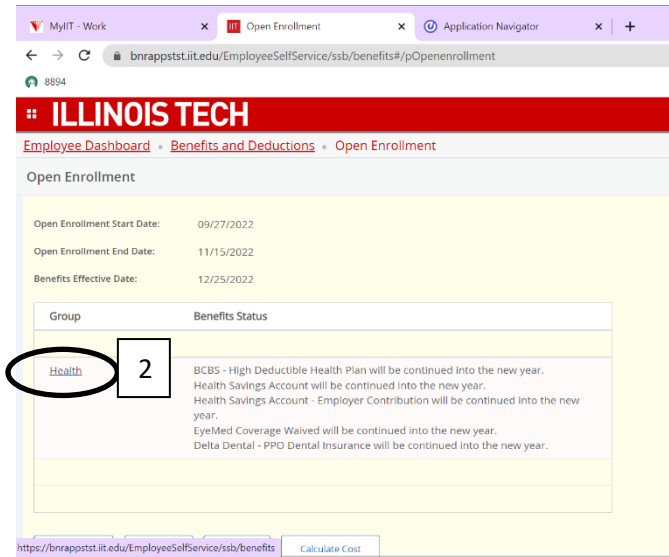 MyIIT - Work
IIT Open Enrollment
Application Navigator
bnrappstst.iit.edu/EmployeeSelfService/ssb/benefits#/pOpenenrollment
8894
ILLINOIS TECH
Employee Dashboard • Benefits and Deductions • Open Enrollment
Open Enrollment
Open Enrollment Start Date: 09/27/2022
Open Enrollment End Date: 11/15/2022
Benefits Effective Date: 12/25/2022
Group Benefits Status
Health
2
BCBS - High Deductible Health Plan will be continued into the new year.
Health Savings Account will be continued into the new year.
Health Savings Account - Employer Contribution will be continued into the new
year.
EyeMed Coverage Waived will be continued into the new year.
Delta Dental - PPO Dental Insurance will be continued into the new year.
https://bnrappstst.iit.edu/EmployeeSelfService/ssb/benefits
Calculate Cost